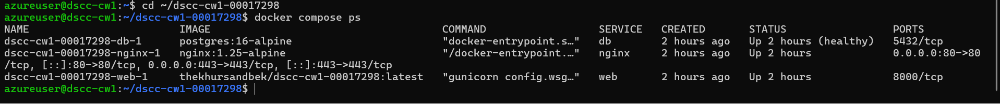 azureuser@dscc-cw1:~$ cd ~/dscc-cw1-00017298
azureuser@dscc-cw1:~/dscc-cw1-00017298$ docker compose ps
NAME                        IMAGE                                     COMMAND                  SERVICE   CREATED       STATUS                 PORTS
dscc-cw1-00017298-db-1      postgres:16-alpine                        "docker-entrypoint.s…"   db        2 hours ago   Up 2 hours (healthy)   5432/tcp
dscc-cw1-00017298-nginx-1   nginx:1.25-alpine                         "/docker-entrypoint.…"   nginx     2 hours ago   Up 2 hours             0.0.0.0:80->80
/tcp, [::]:80->80/tcp, 0.0.0.0:443->443/tcp, [::]:443->443/tcp
dscc-cw1-00017298-web-1     thekhursandbek/dscc-cw1-00017298:latest   "gunicorn config.wsg…"   web       2 hours ago   Up 2 hours             8000/tcp
azureuser@dscc-cw1:~/dscc-cw1-00017298$